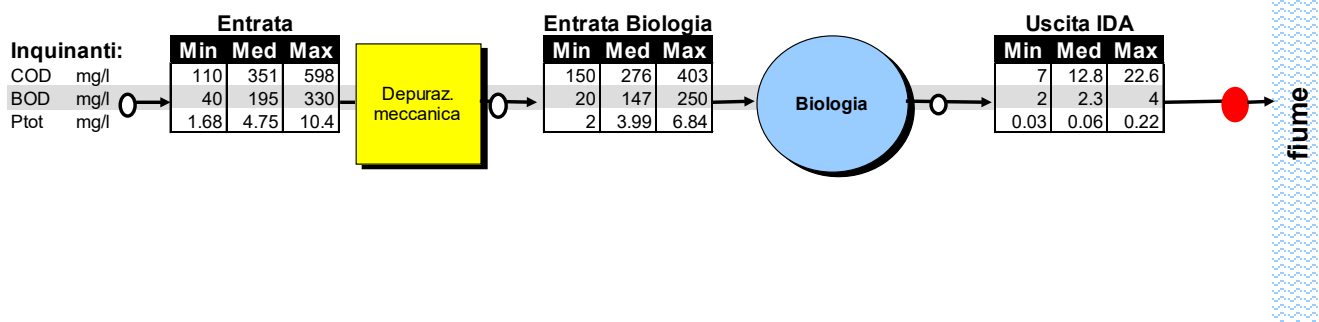 Entrata Entrata Biologia Uscita IDA
Inquinanti: Min Med Max Min Med Max Min Med Max
COD mg/l 110 351 598 150 276 403 7 12.8 22.6
BOD mg/l 40 195 330 20 147 250 2 2.3 4
Ptot mg/l 1.68 4.75 10.4 2 3.99 6.84 0.03 0.06 0.22
Depuraz.
meccanica
Biologia
fiume